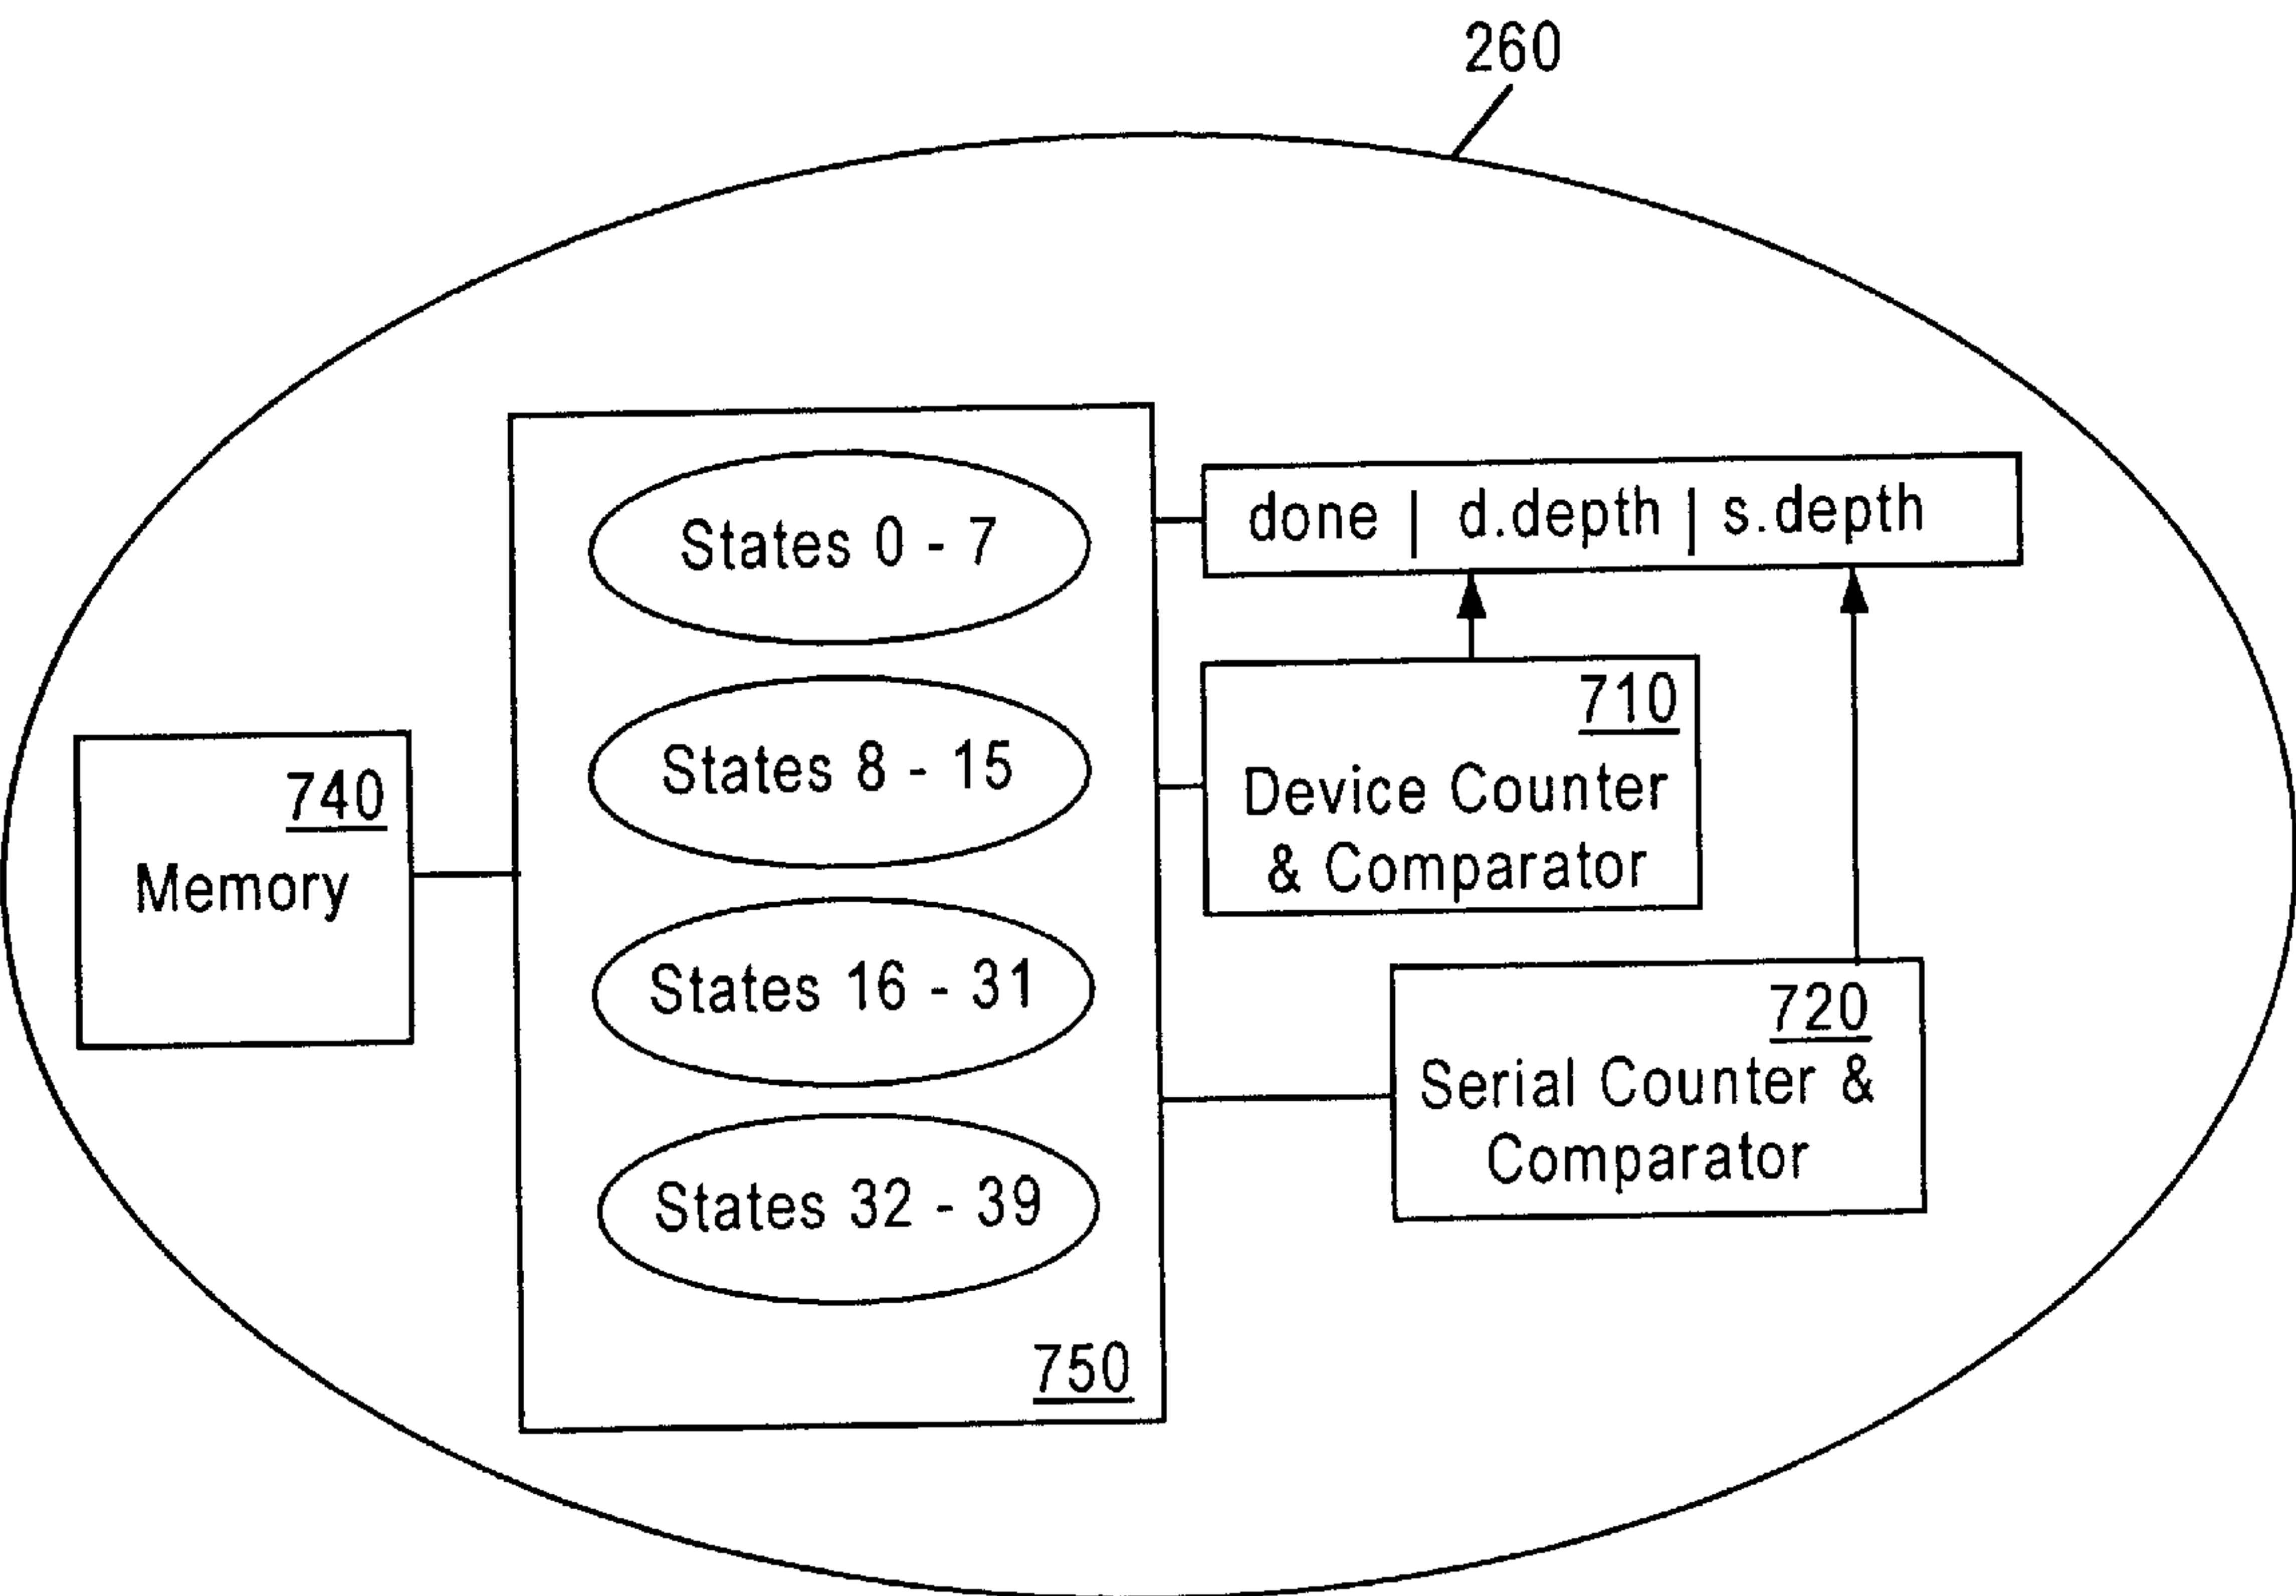 260
States 0 - 7
done | d.depth | s.depth
States 8 - 15
710
Device Counter
& Comparator
740
Memory
States 16 - 31
720
Serial Counter &
Comparator
States 32 - 39
750